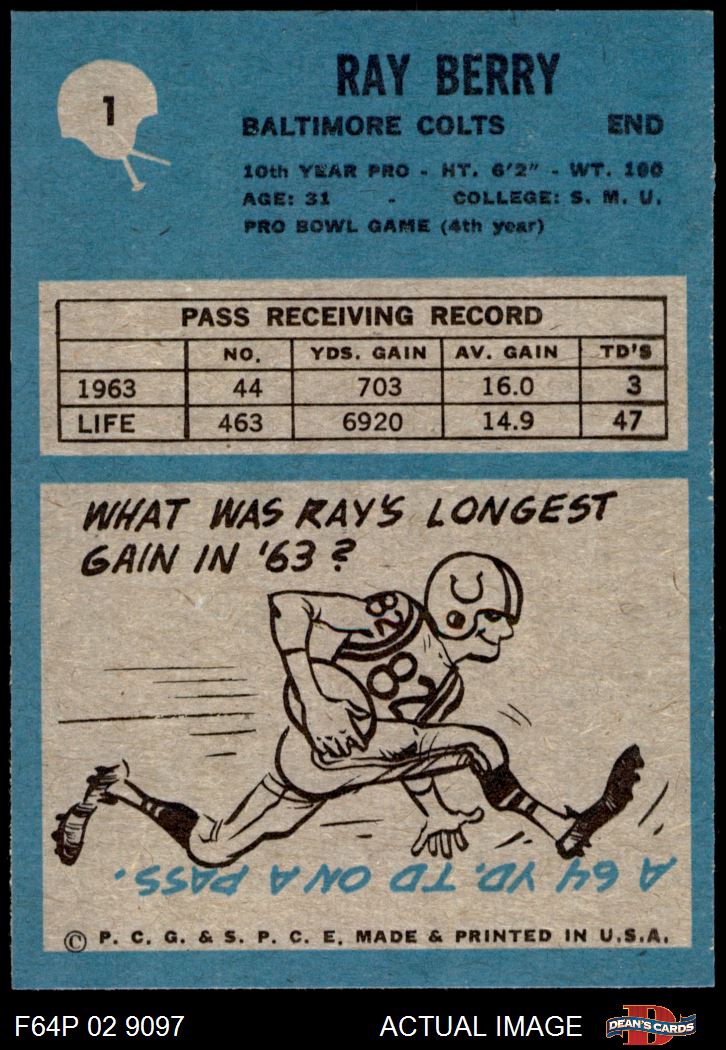 1
RAY BERRY
BALTIMORE COLTS END
10th YEAR PRO - HT. 6'2" - WT. 190
AGE: 31 - COLLEGE: S. M. U.
PRO BOWL GAME (4th year)
PASS RECEIVING RECORD
NO. YDS. GAIN AV. GAIN TD'S
1963 44 703 16.0 3
LIFE 463 6920 14.9 47
WHAT WAS RAY'S LONGEST
GAIN IN '63?
82
82
A 64 YD. TD ON A PASS.
© P. C. G. & S. P. C. E. MADE & PRINTED IN U.S.A.
F64P 02 9097 ACTUAL IMAGE DEAN'S CARDS